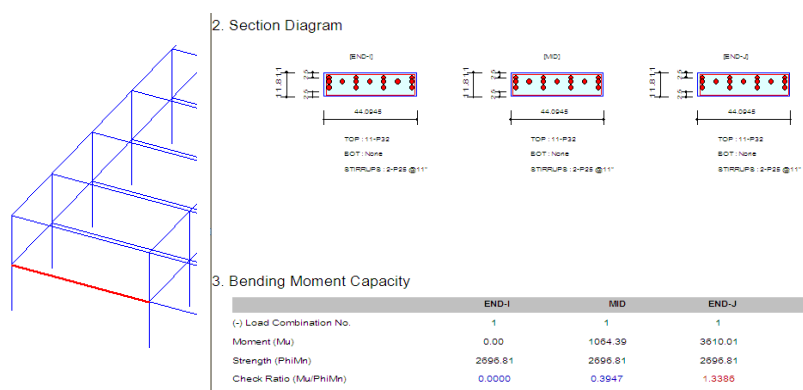 2. Section Diagram
[END-I]
[MID]
[END-J]
44.0945
44.0945
44.0945
TOP : 11-P32
TOP : 11-P32
TOP : 11-P32
BOT : None
BOT : None
BOT : None
STIRRUPS : 2-P25 @11"
STIRRUPS : 2-P25 @11"
STIRRUPS : 2-P25 @11"
3. Bending Moment Capacity
END-I MID END-J
(-) Load Combination No. 1 1 1
Moment (Mu) 0.00 1064.39 3610.01
Strength (PhiMn) 2696.81 2696.81 2696.81
Check Ratio (Mu/PhiMn) 0.0000 0.3947 1.3386